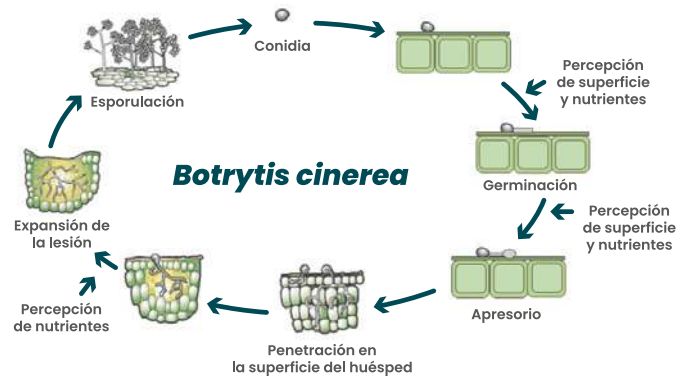 Conidia
Percepción
de superficie
y nutrientes
Germinación
Percepción
de superficie
y nutrientes
Apresorio
Penetración en
la superficie del huésped
Percepción
de nutrientes
Expansión de
la lesión
Esporulación
Botrytis cinerea